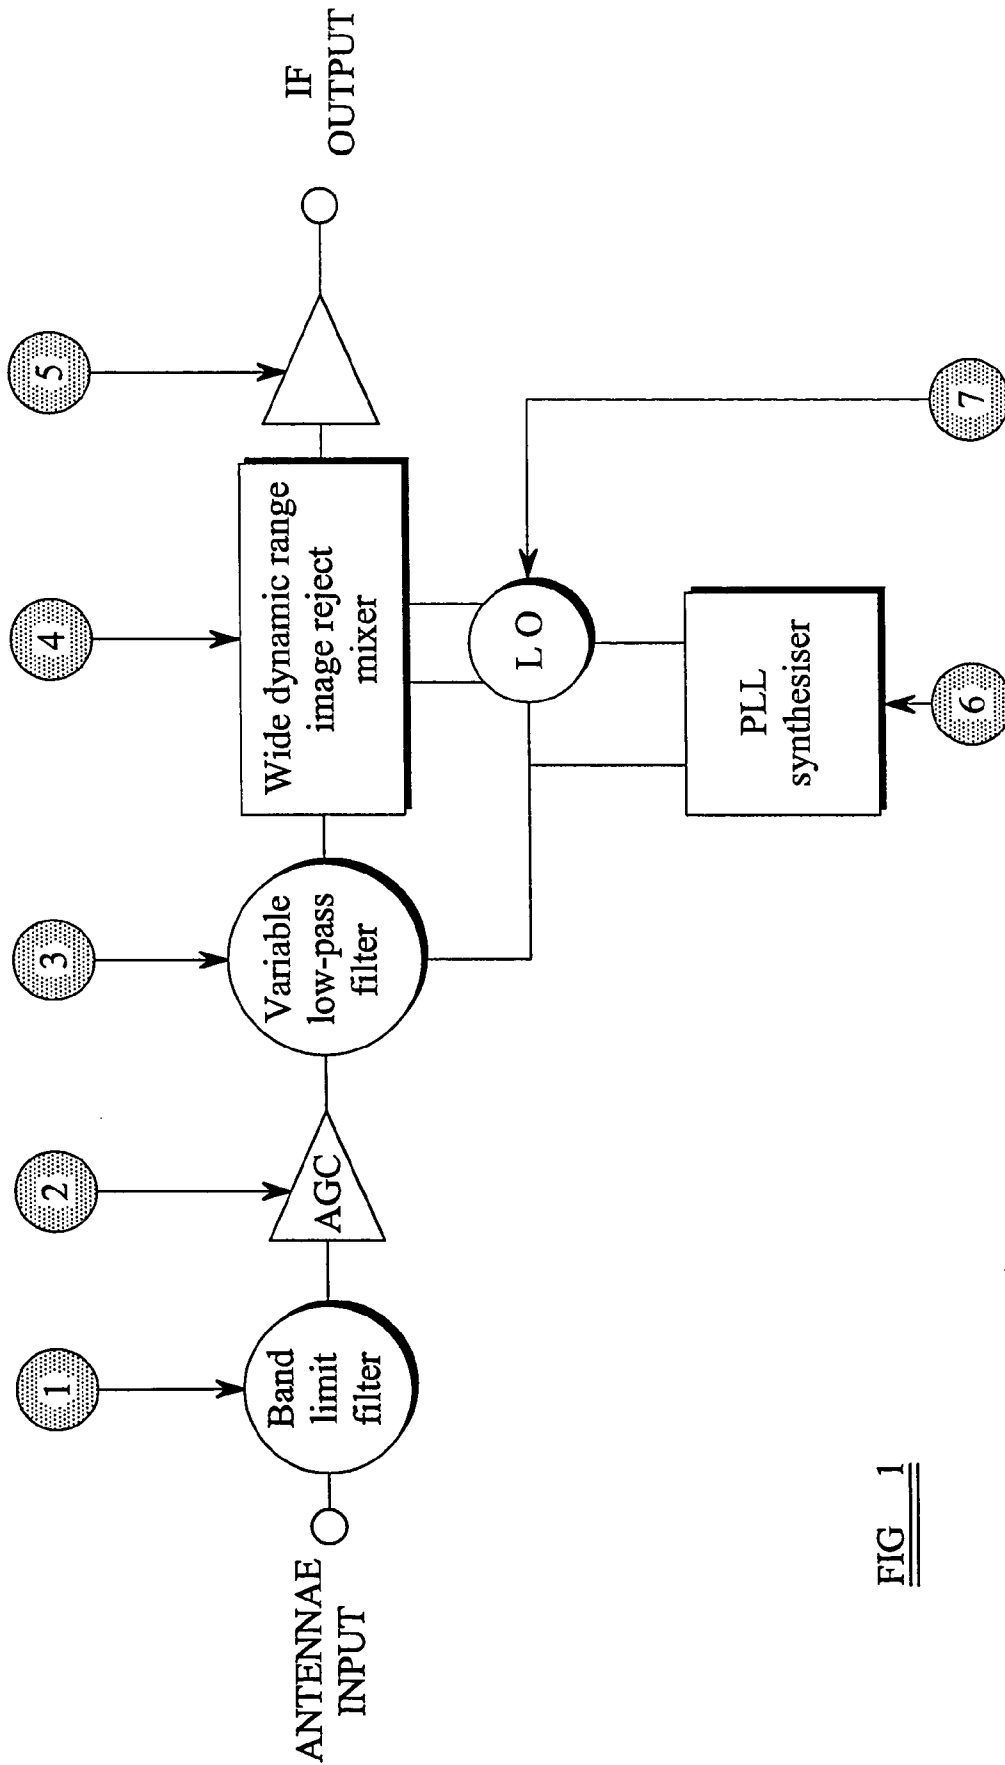 1
2
3
4
5
ANTENNAE
INPUT
Band
limit
filter
AGC
Variable
low-pass
filter
Wide dynamic range
image reject
mixer
IF
OUTPUT
L O
PLL
synthesiser
6
7
FIG 1